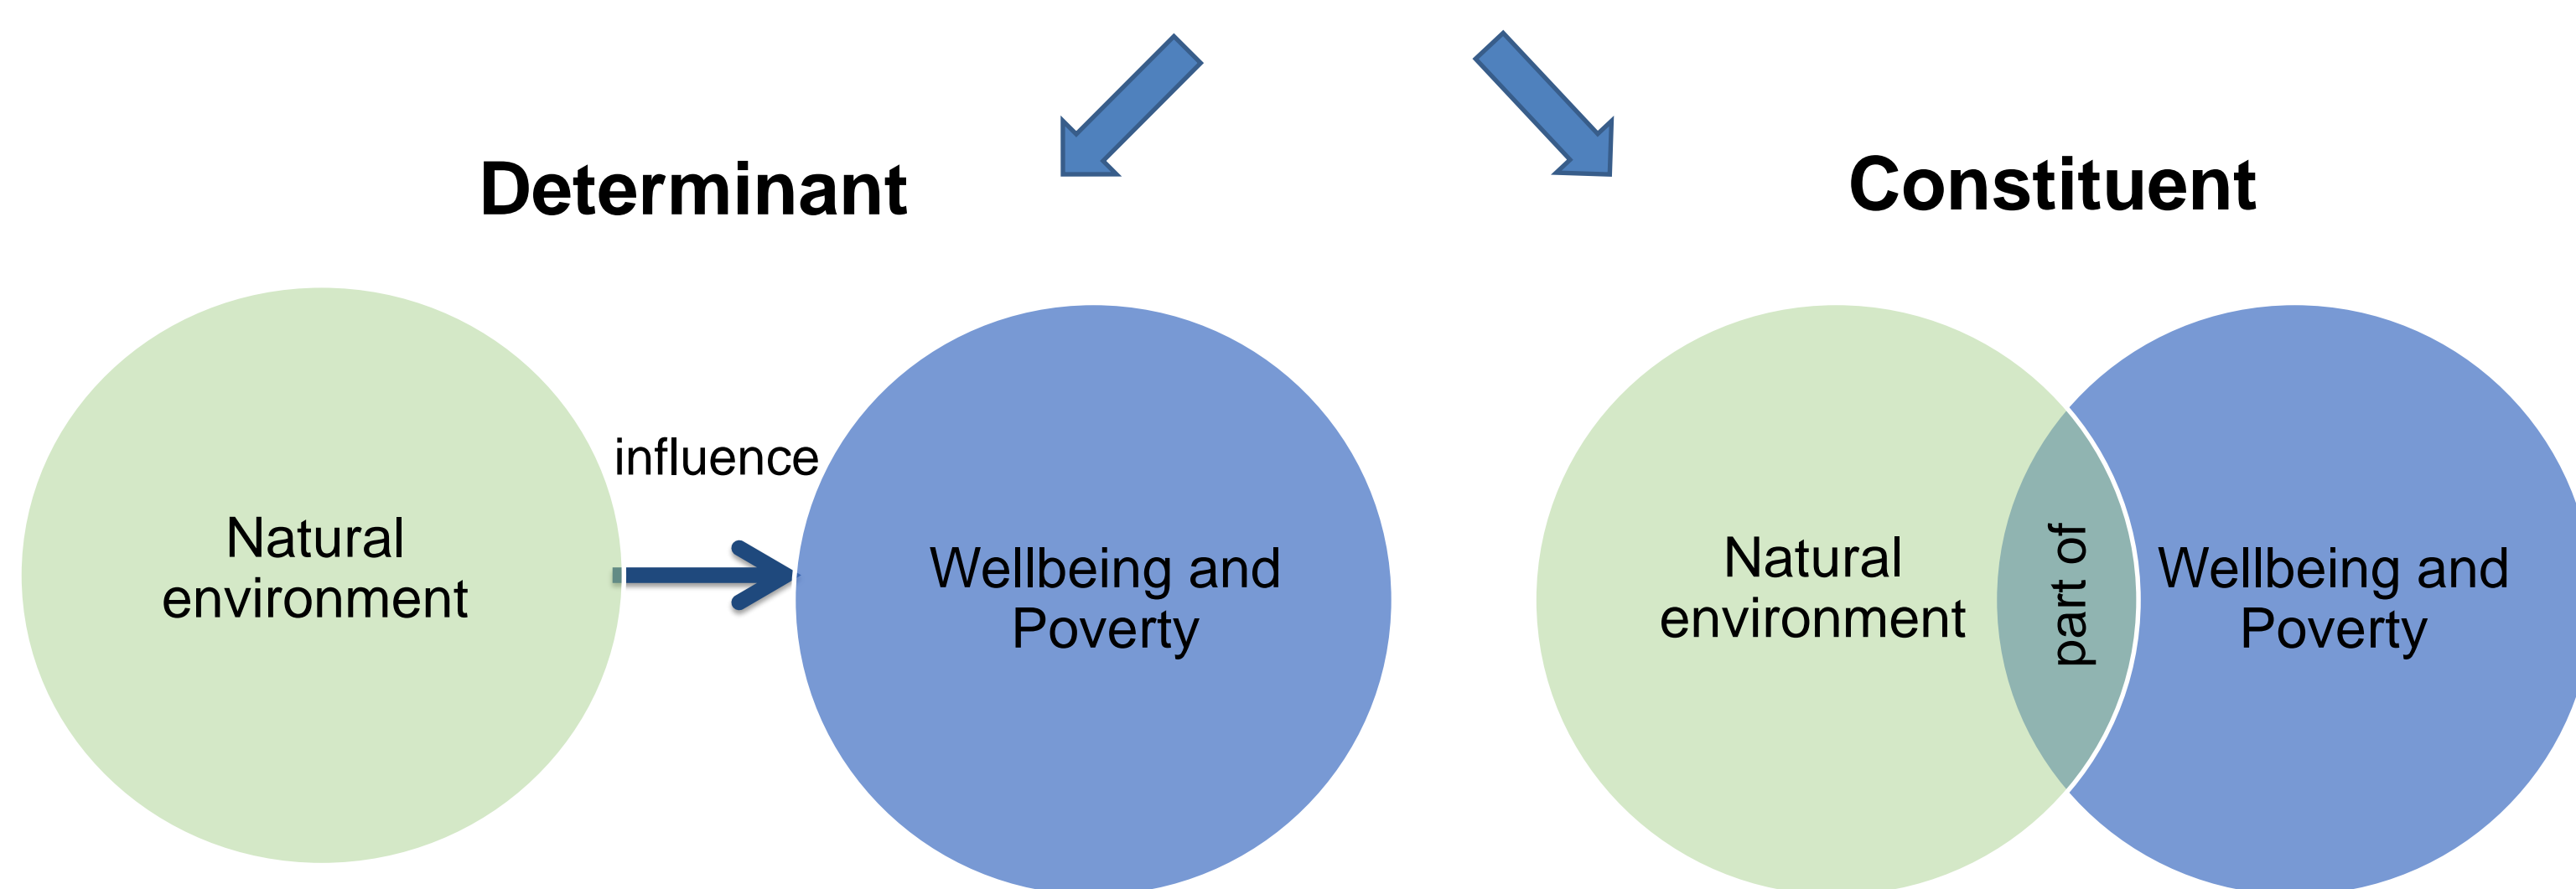 Determinant
Constituent
Natural
environment
influence
Wellbeing and
Poverty
Natural
environment
part of
Wellbeing and
Poverty